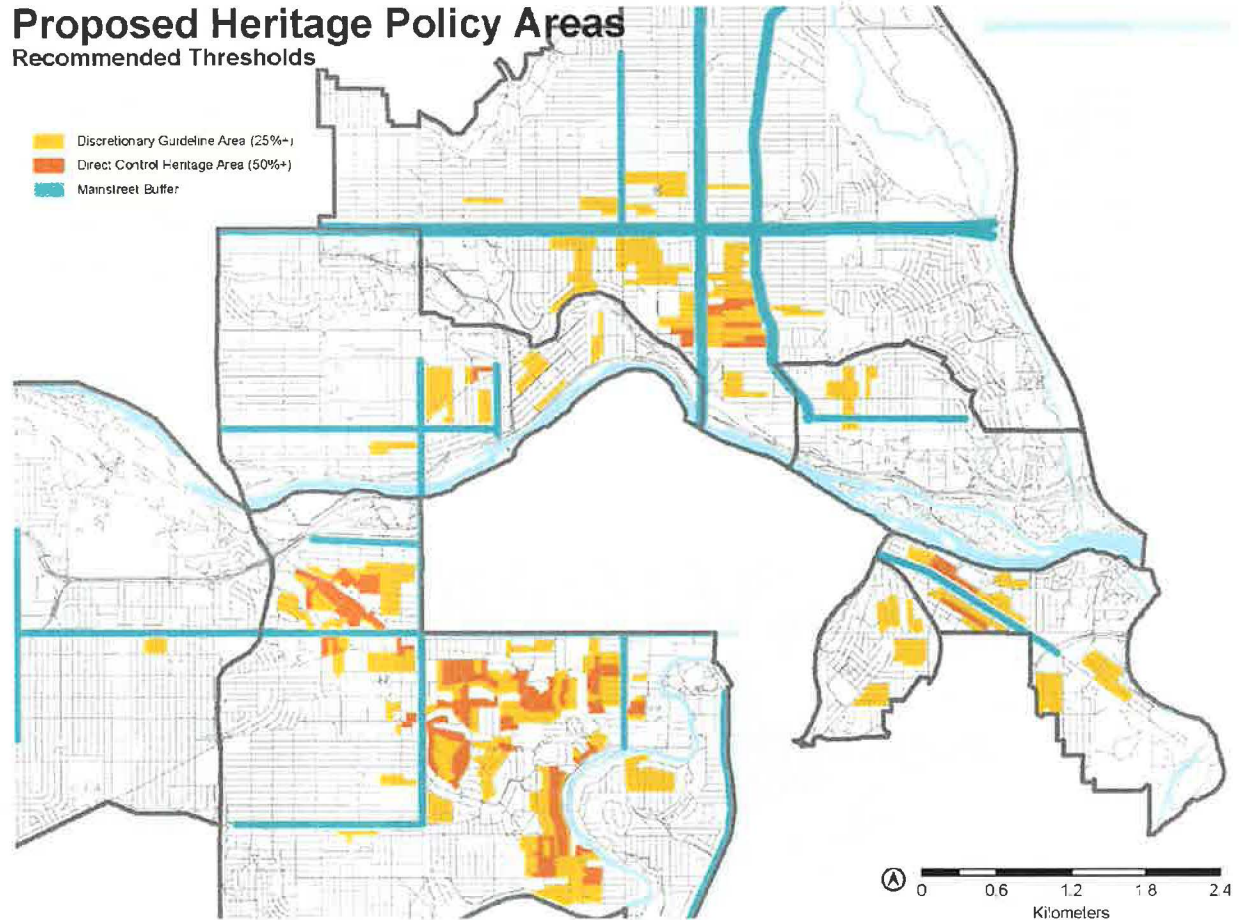 Proposed Heritage Policy Areas
Recommended Thresholds
Discretionary Guideline Area (25%+)
Direct Control Heritage Area (50%+)
Mainstreet Buffer
A
0 0.6 1.2 1.8 2.4
Kilometers